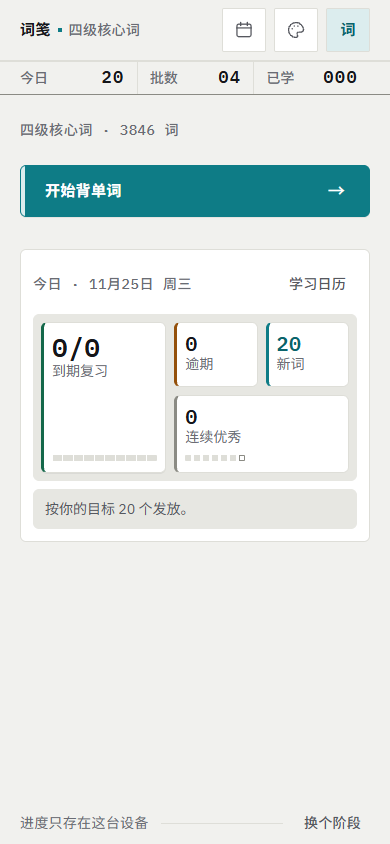 词笺 四级核心词 词
今日 20 批数 04 已学 000
四级核心词 · 3846 词
开始背单词 →
今日 · 11月25日 周三 学习日历
0/0
到期复习
0
逾期
20
新词
0
连续优秀
按你的目标 20 个发放。
进度只存在这台设备 换个阶段